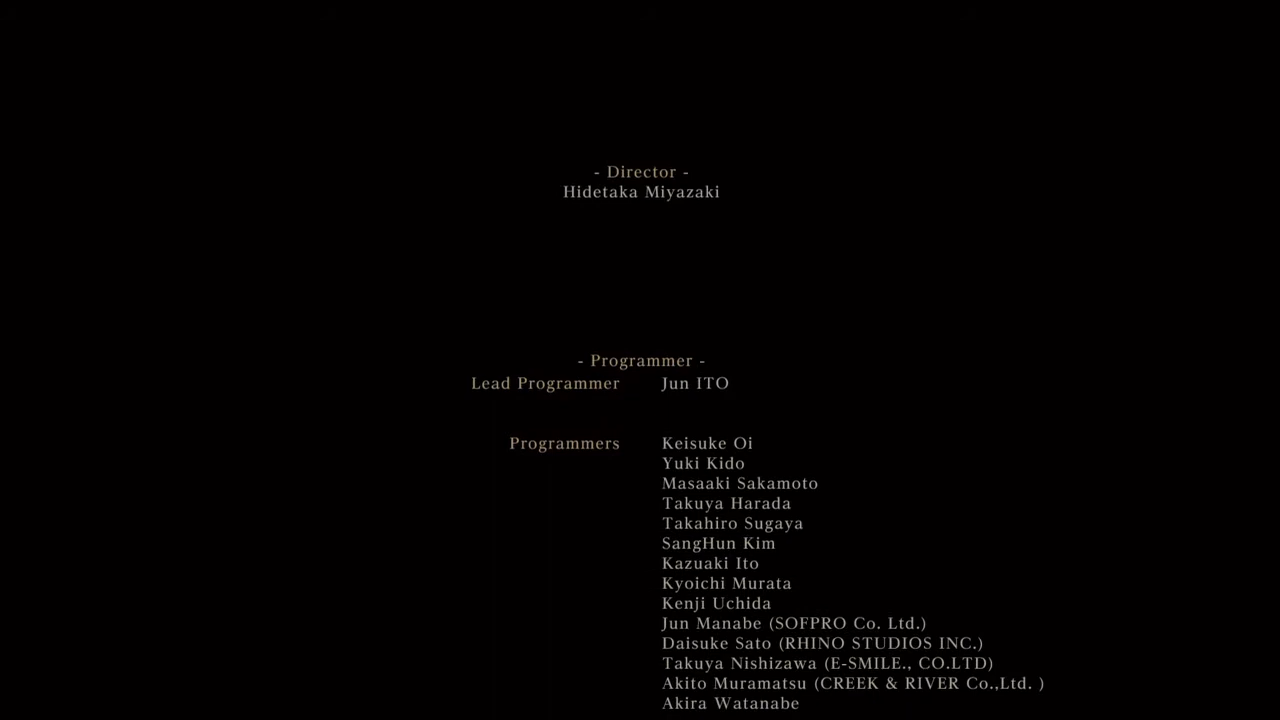 - Director -
Hidetaka Miyazaki
- Programmer -
Lead Programmer Jun ITO
Programmers Keisuke Oi
Yuki Kido
Masaaki Sakamoto
Takuya Harada
Takahiro Sugaya
SangHun Kim
Kazuaki Ito
Kyoichi Murata
Kenji Uchida
Jun Manabe (SOFPRO Co. Ltd.)
Daisuke Sato (RHINO STUDIOS INC.)
Takuya Nishizawa (E-SMILE., CO.LTD)
Akito Muramatsu (CREEK & RIVER Co.,Ltd. )
Akira Watanabe